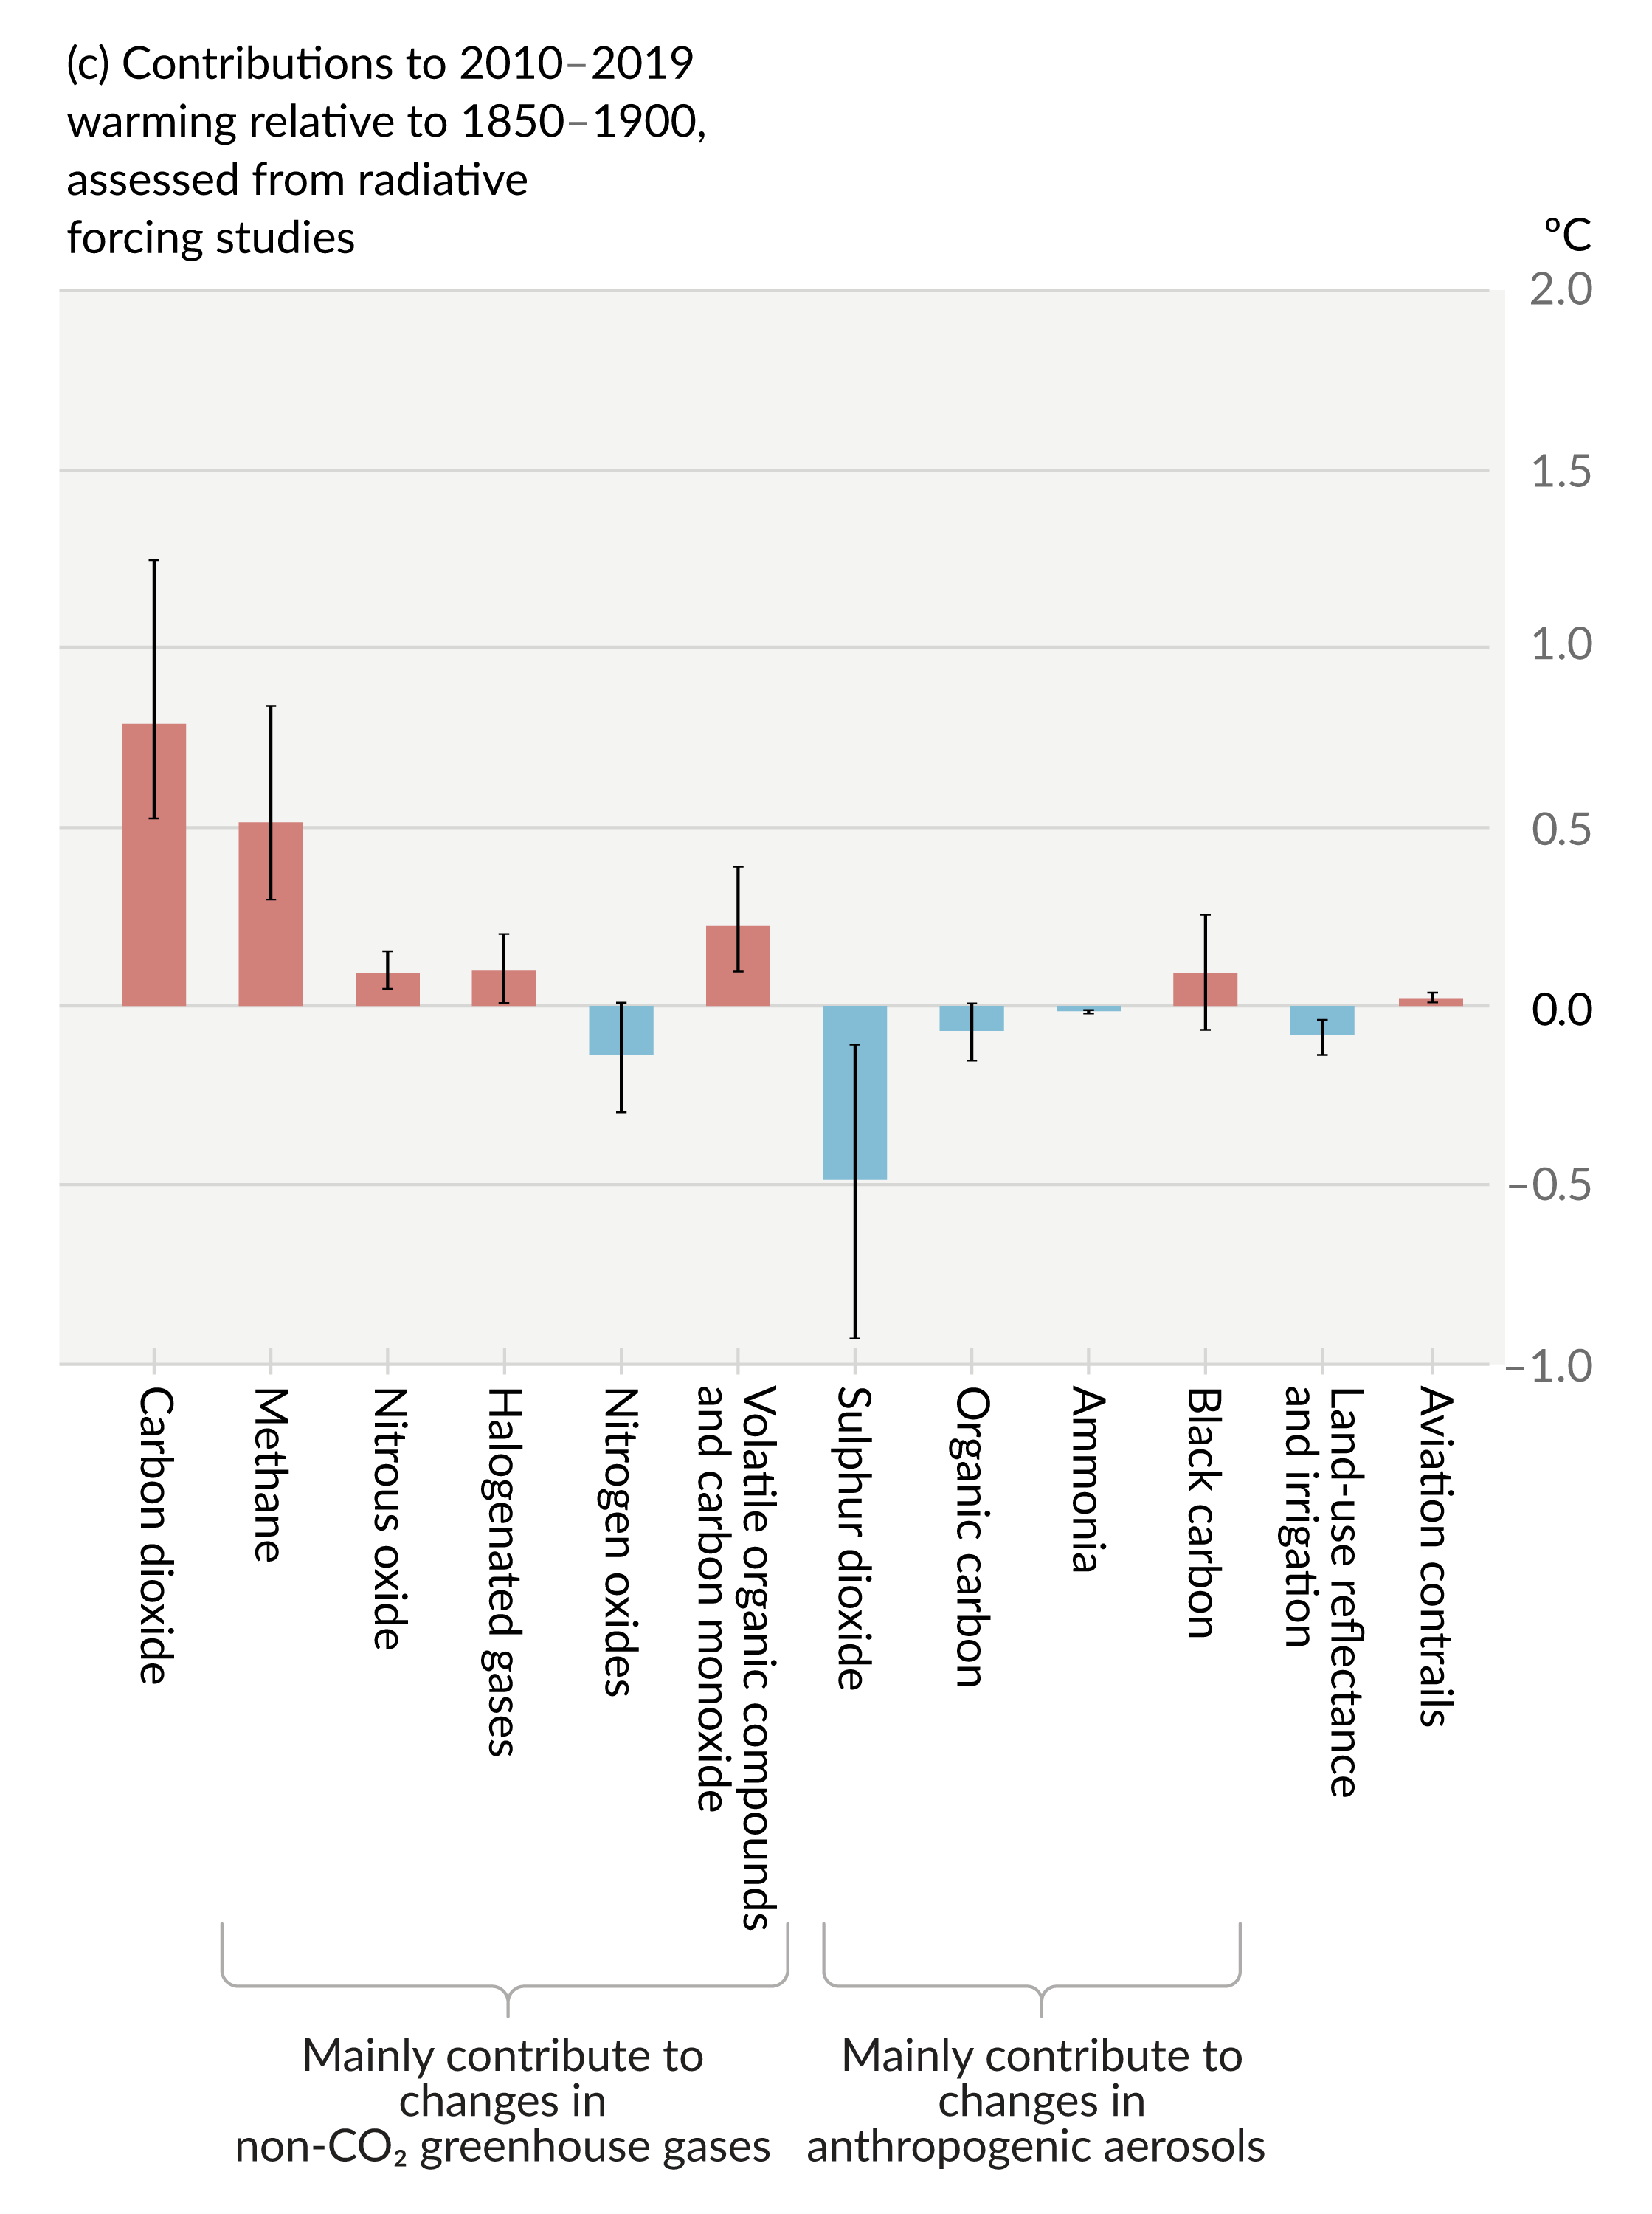 (c) Contributions to 2010–2019
warming relative to 1850–1900,
assessed from radiative
forcing studies
ºC
2.0
1.5
1.0
0.5
0.0
–0.5
–1.0
Carbon dioxide
Methane
Nitrous oxide
Halogenated gases
Nitrogen oxides
Volatile organic compounds
and carbon monoxide
Sulphur dioxide
Organic carbon
Ammonia
Black carbon
Land-use reflectance
and irrigation
Aviation contrails
Mainly contribute to
changes in
non-CO₂ greenhouse gases
Mainly contribute to
changes in
anthropogenic aerosols